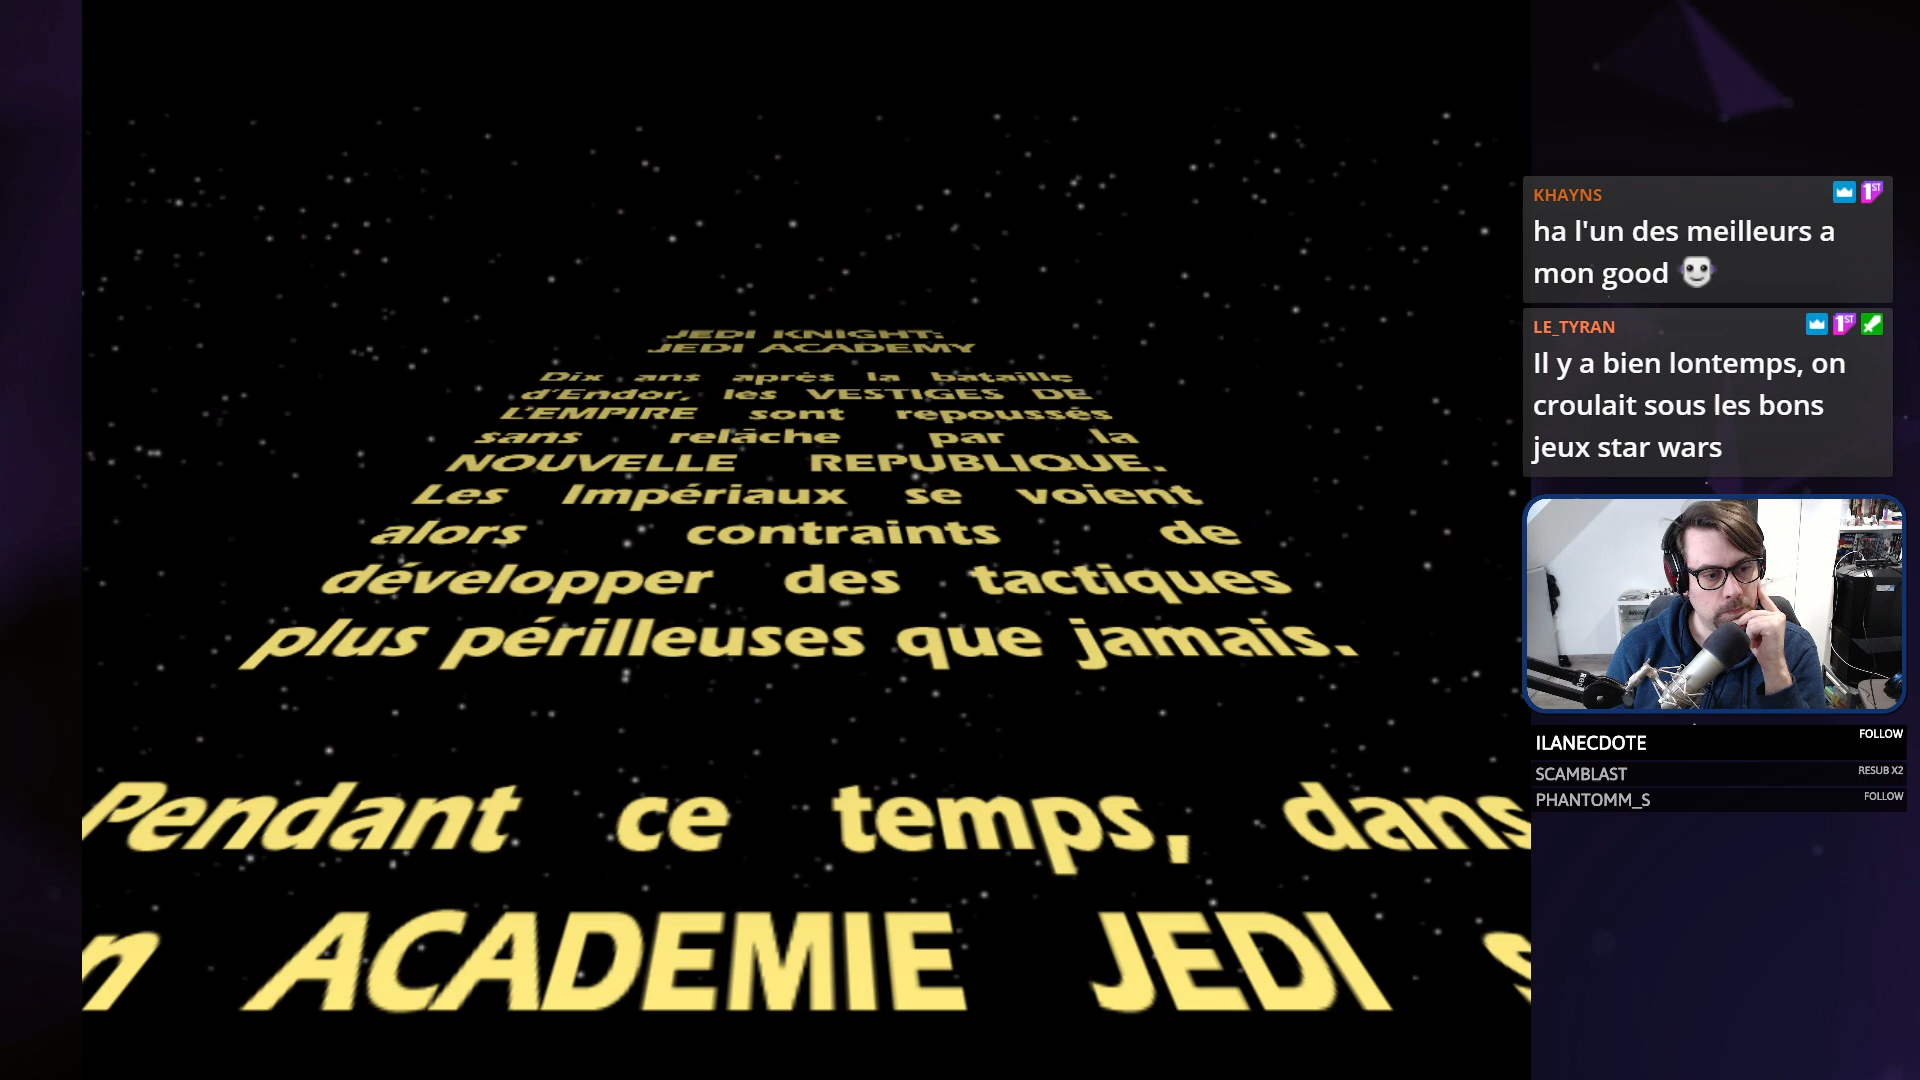 JEDI KNIGHT:
JEDI ACADEMY
Dix ans après la bataille
d'Endor, les VESTIGES DE
L'EMPIRE sont repoussés
sans relâche par la
NOUVELLE REPUBLIQUE.
Les Impériaux se voient
alors contraints de
développer des tactiques
plus périlleuses que jamais.
Pendant ce temps, dans
n ACADEMIE JEDI s
KHAYNS
1ST
ha l'un des meilleurs a
mon good
LE_TYRAN
1ST
Il y a bien lontemps, on
croulait sous les bons
jeux star wars
ILANECDOTE FOLLOW
SCAMBLAST RESUB X2
PHANTOMM_S FOLLOW